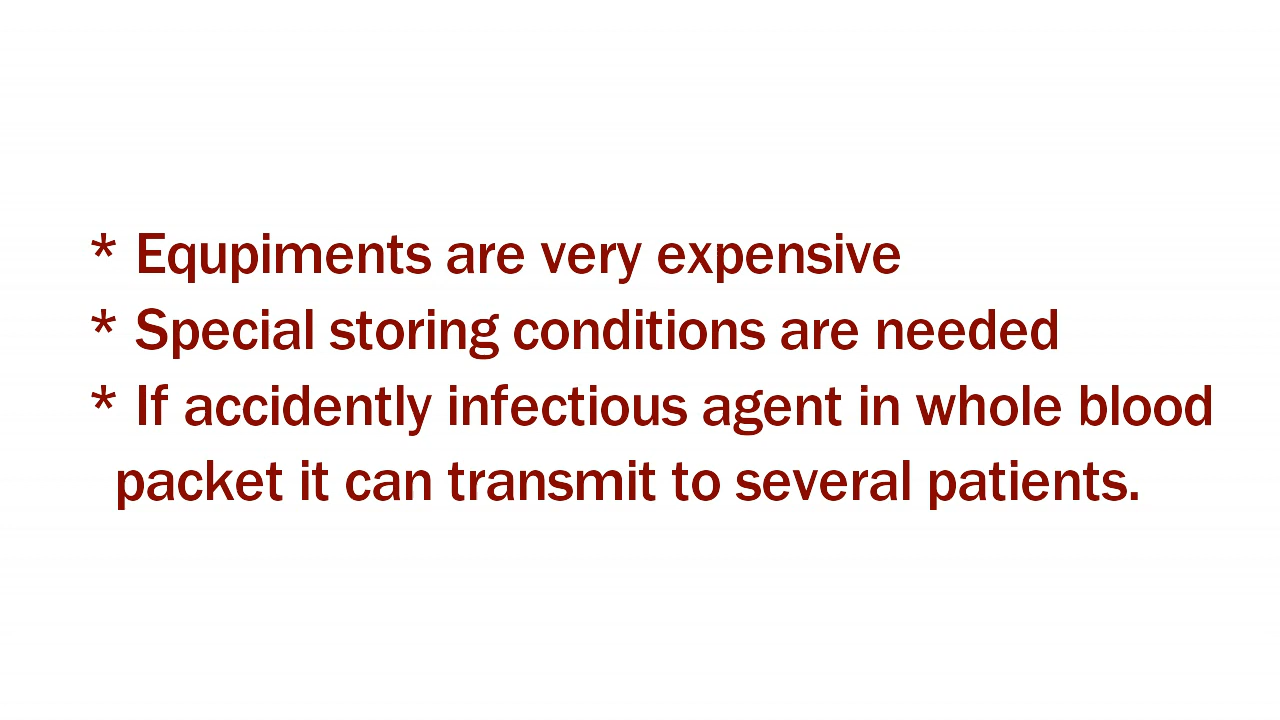 * Equpiments are very expensive
* Special storing conditions are needed
* If accidently infectious agent in whole blood
packet it can transmit to several patients.